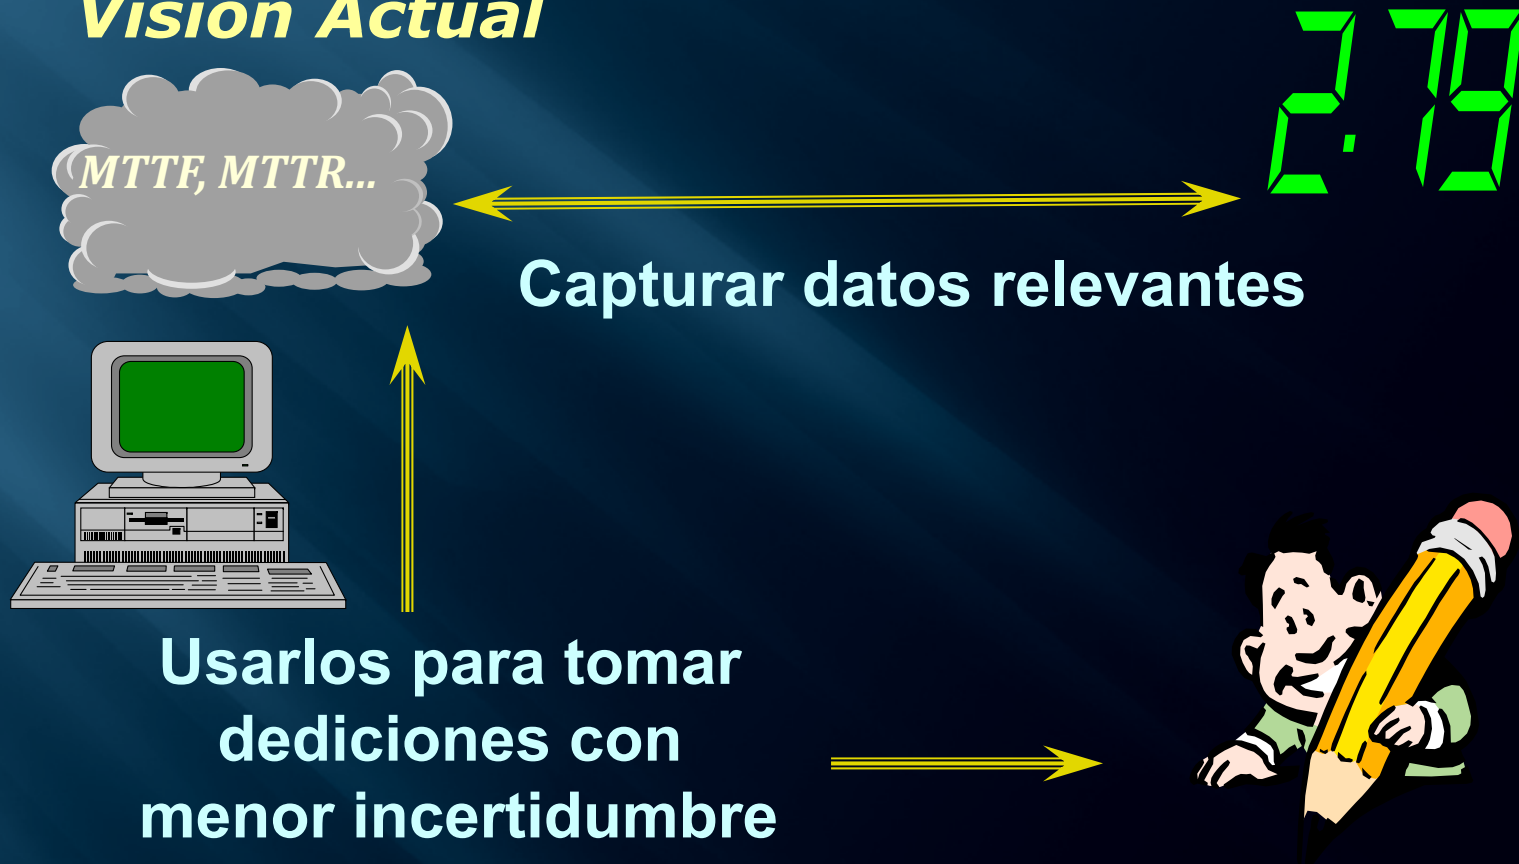 Visión Actual
2.79
MTTF, MTTR...
Capturar datos relevantes
Usarlos para tomar
dediciones con
menor incertidumbre